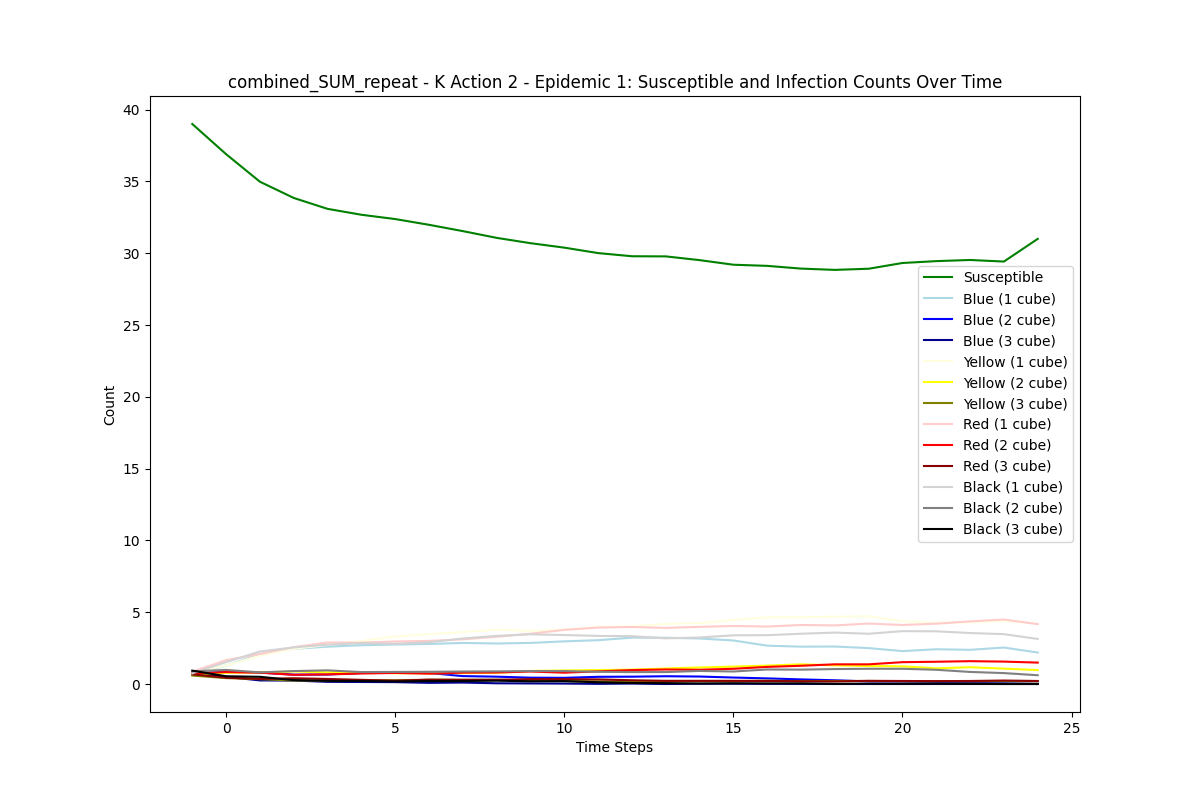 combined_SUM_repeat - K Action 2 - Epidemic 1: Susceptible and Infection Counts Over Time
40
35
30
25
20
15
10
5
0
Count
Susceptible
Blue (1 cube)
Blue (2 cube)
Blue (3 cube)
Yellow (1 cube)
Yellow (2 cube)
Yellow (3 cube)
Red (1 cube)
Red (2 cube)
Red (3 cube)
Black (1 cube)
Black (2 cube)
Black (3 cube)
0 5 10 15 20 25
Time Steps